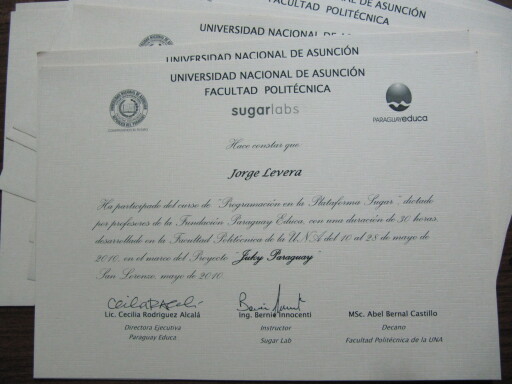 FACULTAD POLITÉCNICA
UNIVERSIDAD NACIONAL DE ASUNCIÓN
UNIVERSIDAD NACIONAL DE ASUNCIÓN
UNIVERSIDAD NACIONAL DE ASUNCIÓN
FACULTAD POLITÉCNICA
sugarlabs
PARAGUAYeduca
Hace constar que
Jorge Levera
Ha participado del curso de "Programación en la Plataforma Sugar", dictado
por profesores de la Fundación Paraguay Educa, con una duración de 30 horas,
desarrollado en la Facultad Politécnica de la U.N.A del 10 al 28 de mayo de
2010, en el marco del Proyecto "Juky Paraguay"
San Lorenzo, mayo de 2010.
Lic. Cecilia Rodriguez Alcalá
Directora Ejecutiva
Paraguay Educa
Ing. Bernie Innocenti
Instructor
Sugar Lab
MSc. Abel Bernal Castillo
Decano
Facultad Politécnica de la UNA